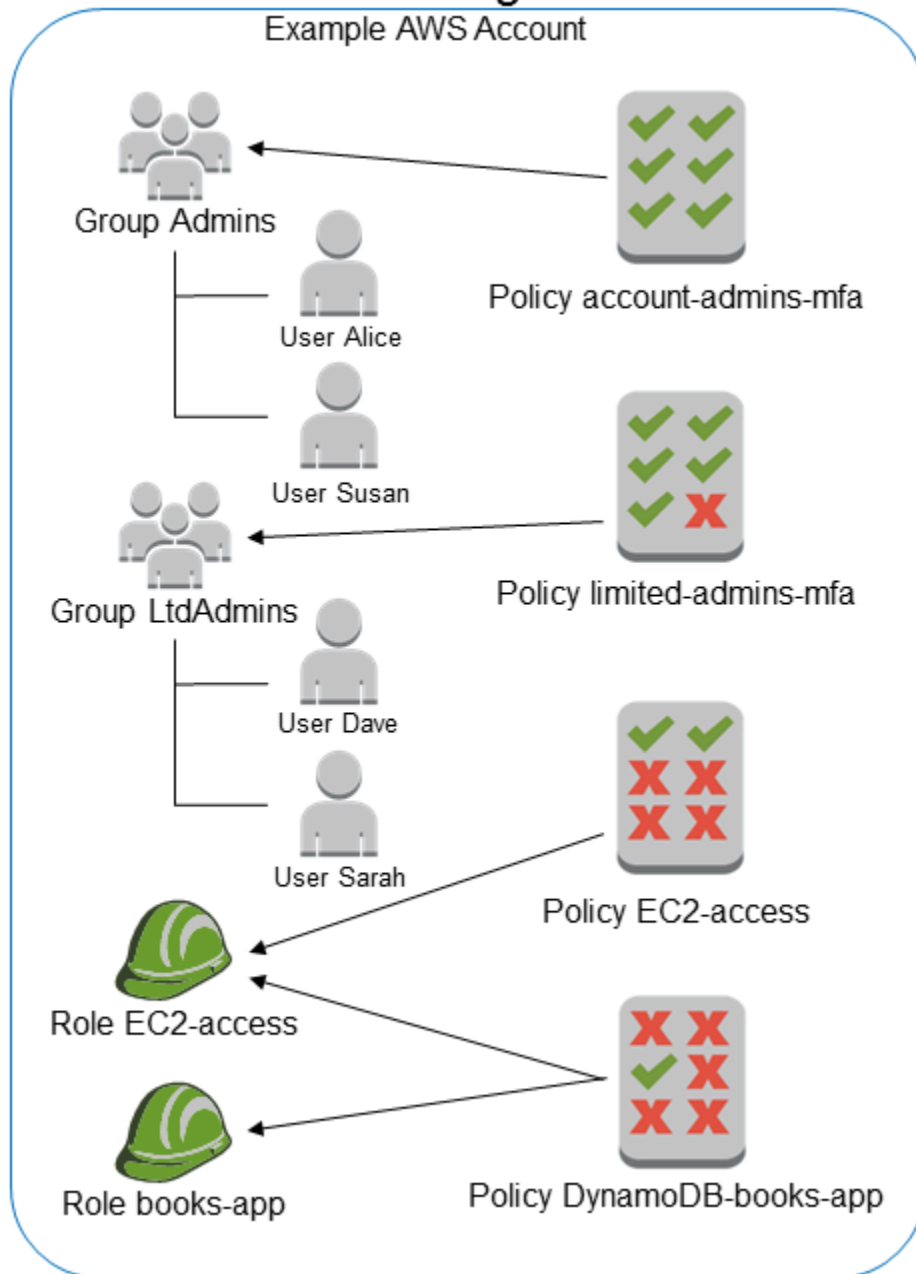 Example AWS Account
Group Admins
User Alice
Policy account-admins-mfa
User Susan
Group LtdAdmins
Policy limited-admins-mfa
User Dave
User Sarah
Policy EC2-access
Role EC2-access
Role books-app
Policy DynamoDB-books-app